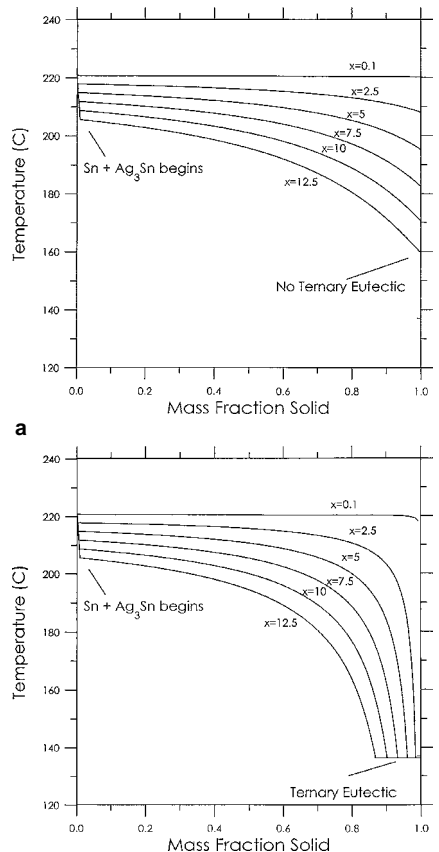 240
220
200
180
160
140
120
Temperature (C)
x=0.1
x=2.5
x=5
x=7.5
x=10
x=12.5
Sn + Ag3Sn begins
No Ternary Eutectic
0.0 0.2 0.4 0.6 0.8 1.0
Mass Fraction Solid
a
240
220
200
180
160
140
120
Temperature (C)
x=0.1
x=2.5
x=5
x=7.5
x=10
x=12.5
Sn + Ag3Sn begins
Ternary Eutectic
0.0 0.2 0.4 0.6 0.8 1.0
Mass Fraction Solid